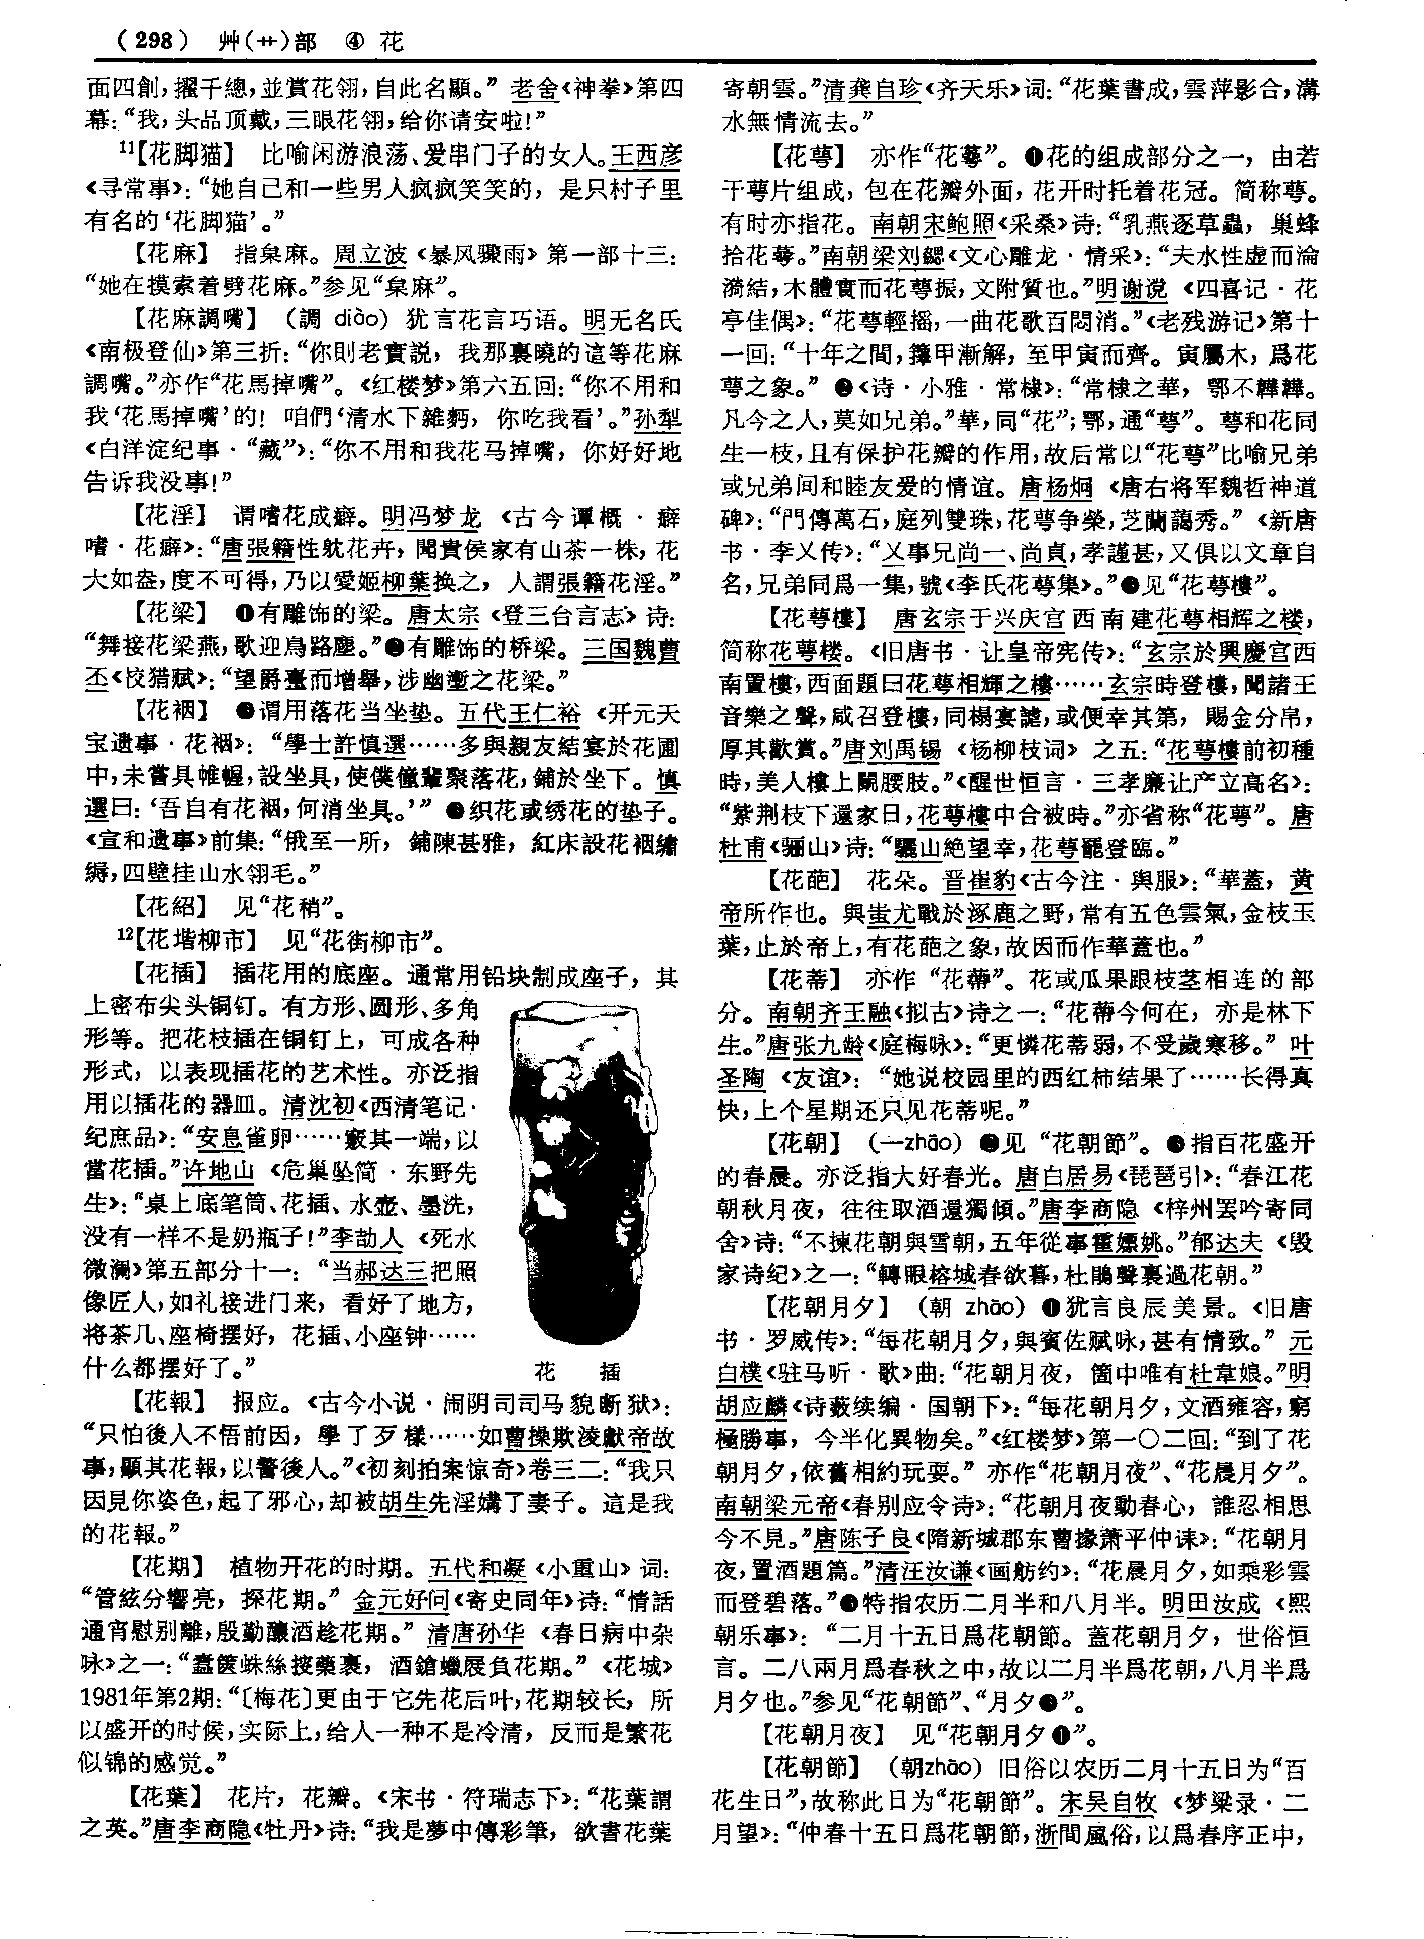 (298) 艸(艹)部 ④ 花
面四創，擢千總，並賞花翎，自此名顯。”老舍《神拳》第四
幕：“我，头品顶戴，三眼花翎，给你请安啦！”
11【花脚猫】 比喻闲游浪荡、爱串门子的女人。王西彦
《寻常事》：“她自己和一些男人疯疯笑笑的，是只村子里
有名的‘花脚猫’。”
【花麻】 指枲麻。周立波《暴风骤雨》第一部十三：
“她在摸索着劈花麻。”参见“枲麻”。
【花麻調嘴】 （調 diào）犹言花言巧语。明无名氏
《南极登仙》第三折：“你則老實説，我那裏曉的這等花麻
調嘴。”亦作“花馬掉嘴”。《红楼梦》第六五回：“你不用和
我‘花馬掉嘴’的！咱們‘清水下雜麪，你吃我看’。”孙犁
《白洋淀纪事·“藏”》：“你不用和我花马掉嘴，你好好地
告诉我没事！”
【花淫】 谓嗜花成癖。明冯梦龙《古今谭概·癖
嗜·花癖》：“唐張籍性躭花卉，聞貴侯家有山茶一株，花
大如盎，度不可得，乃以愛姬柳葉换之，人謂張籍花淫。”
【花梁】 ❶有雕饰的梁。唐太宗《登三台言志》诗：
“舞接花梁燕，歌迎鳥路塵。”❷有雕饰的桥梁。三国魏曹
丕《校猎赋》：“望爵臺而增舉，涉幽壍之花梁。”
【花裀】 ❶谓用落花当坐垫。五代王仁裕《开元天
宝遗事·花裀》：“學士許慎選……多與親友結宴於花圃
中，未嘗具帷幄，設坐具，使僕僮輩聚落花，鋪於坐下。慎
選曰：‘吾自有花裀，何消坐具。’” ❷织花或绣花的垫子。
《宣和遗事》前集：“俄至一所，鋪陳甚雅，紅床設花裀繡
縟，四壁挂山水翎毛。”
【花紹】 见“花稍”。
12【花堦柳市】 见“花街柳市”。
【花插】 插花用的底座。通常用铅块制成座子，其
上密布尖头铜钉。有方形、圆形、多角
形等。把花枝插在铜钉上，可成各种
形式，以表现插花的艺术性。亦泛指
用以插花的器皿。清沈初《西清笔记·
纪庶品》：“安息雀卵……竅其一端，以
當花插。”许地山《危巢坠简·东野先
生》：“桌上底笔筒、花插、水壶、墨洗，
没有一样不是奶瓶子！”李劼人《死水
微澜》第五部分十一：“当郝达三把照
像匠人，如礼接进门来，看好了地方，
将茶几、座椅摆好，花插、小座钟……
什么都摆好了。”
花 插
【花報】 报应。《古今小说·闹阴司司马貌断狱》：
“只怕後人不悟前因，學了歹樣……如曹操欺淩獻帝故
事，顯其花報，以警後人。”《初刻拍案惊奇》卷三二：“我只
因見你姿色，起了邪心，却被胡生先淫媾了妻子。這是我
的花報。”
【花期】 植物开花的时期。五代和凝《小重山》词：
“管絃分響亮，探花期。”金元好问《寄史同年》诗：“情話
通宵慰别離，殷勤釀酒趁花期。”清唐孙华《春日病中杂
咏》之一：“蠧篋蛛絲接藥裹，酒鎗蠟屐負花期。”《花城》
1981年第2期：“〔梅花〕更由于它先花后叶，花期较长，所
以盛开的时候，实际上，给人一种不是冷清，反而是繁花
似锦的感觉。”
【花葉】 花片，花瓣。《宋书·符瑞志下》：“花葉謂
之英。”唐李商隐《牡丹》诗：“我是夢中傳彩筆，欲書花葉
寄朝雲。”清龚自珍《齐天乐》词：“花葉書成，雲萍影合，溝
水無情流去。”
【花萼】 亦作“花蕚”。❶花的组成部分之一，由若
干萼片组成，包在花瓣外面，花开时托着花冠。简称萼。
有时亦指花。南朝宋鲍照《采桑》诗：“乳燕逐草蟲，巢蜂
拾花蕚。”南朝梁刘勰《文心雕龙·情采》：“夫水性虚而淪
漪結，木體實而花萼振，文附質也。”明谢谠《四喜记·花
亭佳偶》：“花萼輕摇，一曲花歌百悶消。”《老残游记》第十
一回：“十年之間，籜甲漸解，至甲寅而齊。寅屬木，爲花
萼之象。” ❷《诗·小雅·常棣》：“常棣之華，鄂不韡韡。
凡今之人，莫如兄弟。”華，同“花”；鄂，通“萼”。萼和花同
生一枝，且有保护花瓣的作用，故后常以“花萼”比喻兄弟
或兄弟间和睦友爱的情谊。唐杨炯《唐右将军魏哲神道
碑》：“門傳萬石，庭列雙珠，花萼争榮，芝蘭藹秀。”《新唐
书·李乂传》：“乂事兄尚一、尚貞，孝謹甚，又俱以文章自
名，兄弟同爲一集，號《李氏花萼集》。”❸见“花萼樓”。
【花萼樓】 唐玄宗于兴庆宫西南建花萼相辉之楼，
简称花萼楼。《旧唐书·让皇帝宪传》：“玄宗於興慶宫西
南置樓，西面題曰花萼相輝之樓……玄宗時登樓，聞諸王
音樂之聲，咸召登樓，同榻宴謔，或便幸其第，賜金分帛，
厚其歡賞。”唐刘禹锡《杨柳枝词》之五：“花萼樓前初種
時，美人樓上鬭腰肢。”《醒世恒言·三孝廉让产立高名》：
“紫荆枝下還家日，花萼樓中合被時。”亦省称“花萼”。唐
杜甫《骊山》诗：“驪山絶望幸，花萼罷登臨。”
【花葩】 花朵。晋崔豹《古今注·舆服》：“華蓋，黄
帝所作也。與蚩尤戰於涿鹿之野，常有五色雲氣，金枝玉
葉，止於帝上，有花葩之象，故因而作華蓋也。”
【花蒂】 亦作“花蔕”。花或瓜果跟枝茎相连的部
分。南朝齐王融《拟古》诗之一：“花蔕今何在，亦是林下
生。”唐张九龄《庭梅咏》：“更憐花蒂弱，不受歲寒移。”叶
圣陶《友谊》：“她说校园里的西红柿结果了……长得真
快，上个星期还只见花蒂呢。”
【花朝】 （—zhāo）❶见“花朝節”。❷指百花盛开
的春晨。亦泛指大好春光。唐白居易《琵琶引》：“春江花
朝秋月夜，往往取酒還獨傾。”唐李商隐《梓州罢吟寄同
舍》诗：“不揀花朝與雪朝，五年從事霍嫖姚。”郁达夫《毁
家诗纪》之一：“轉眼榕城春欲暮，杜鵑聲裏過花朝。”
【花朝月夕】 （朝 zhāo）❶犹言良辰美景。《旧唐
书·罗威传》：“每花朝月夕，與賓佐賦咏，甚有情致。”元
白樸《驻马听·歌》曲：“花朝月夜，箇中唯有杜韋娘。”明
胡应麟《诗薮续编·国朝下》：“每花朝月夕，文酒雍容，窮
極勝事，今半化異物矣。”《红楼梦》第一〇二回：“到了花
朝月夕，依舊相約玩耍。”亦作“花朝月夜”、“花晨月夕”。
南朝梁元帝《春别应令诗》：“花朝月夜動春心，誰忍相思
今不見。”唐陈子良《隋新城郡东曹掾萧平仲诔》：“花朝月
夜，置酒題篇。”清汪汝谦《画舫约》：“花晨月夕，如乘彩雲
而登碧落。”❷特指农历二月半和八月半。明田汝成《熙
朝乐事》：“二月十五日爲花朝節。蓋花朝月夕，世俗恒
言。二八兩月爲春秋之中，故以二月半爲花朝，八月半爲
月夕也。”参见“花朝節”、“月夕❷”。
【花朝月夜】 见“花朝月夕❶”。
【花朝節】 （朝zhāo）旧俗以农历二月十五日为“百
花生日”，故称此日为“花朝節”。宋吴自牧《梦粱录·二
月望》：“仲春十五日爲花朝節，浙間風俗，以爲春序正中，